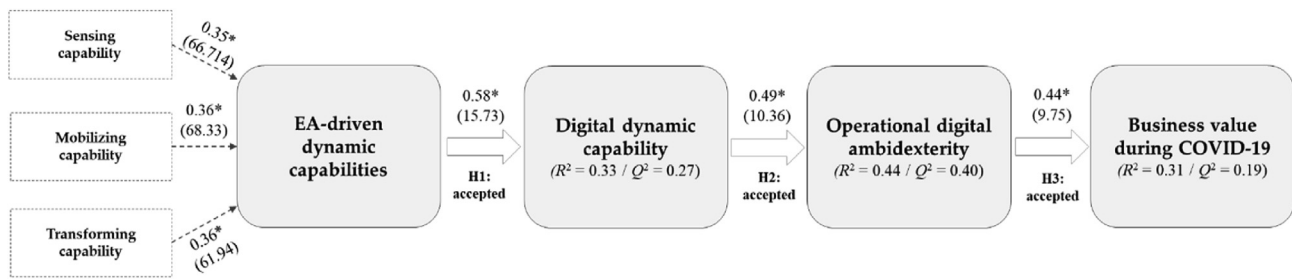 Sensing
capability
0.35*
(66.714)
Mobilizing
capability
0.36*
(68.33)
Transforming
capability
0.36*
(61.94)
EA-driven
dynamic
capabilities
0.58*
(15.73)
H1:
accepted
Digital dynamic
capability
(R² = 0.33 / Q² = 0.27)
0.49*
(10.36)
H2:
accepted
Operational digital
ambidexterity
(R² = 0.44 / Q² = 0.40)
0.44*
(9.75)
H3:
accepted
Business value
during COVID-19
(R² = 0.31 / Q² = 0.19)